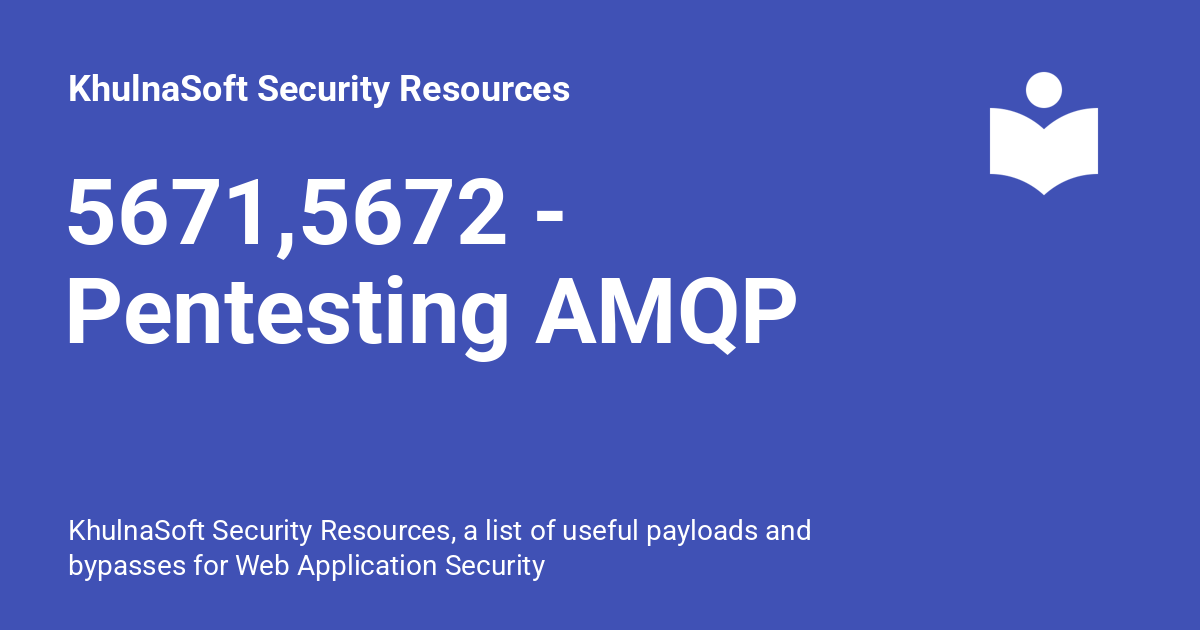 KhulnaSoft Security Resources
5671,5672 -
Pentesting AMQP
KhulnaSoft Security Resources, a list of useful payloads and
bypasses for Web Application Security